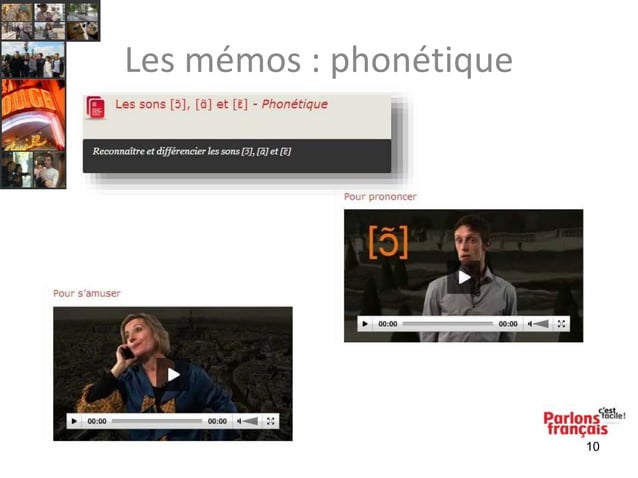 Les mémos : phonétique
Les sons [ɔ̃], [ɑ̃] et [ɛ̃] - Phonétique
Reconnaître et différencier les sons [ɔ̃], [ɑ̃] et [ɛ̃]
Pour prononcer
[ɔ̃]
00:00 00:00
Pour s'amuser
00:00 00:00
Parlons
français
c'est
facile!
10